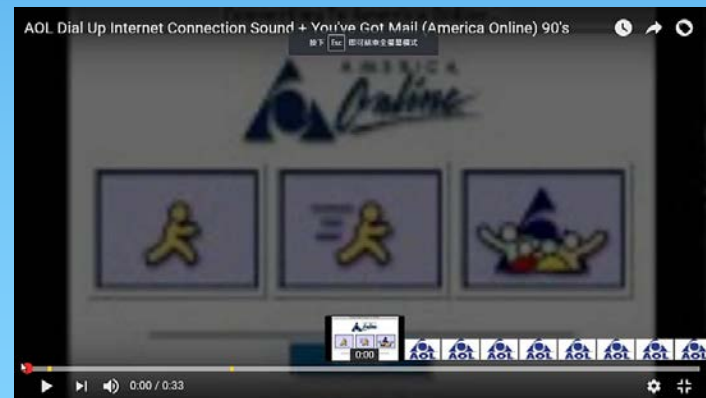 AOL Dial Up Internet Connection Sound + You've Got Mail (America Online) 90's
按下 Esc 即可結束全螢幕模式
AMERICA
Online
Online
0:00
AOL AOL AOL AOL AOL AOL AOL AOL
0:00 / 0:33